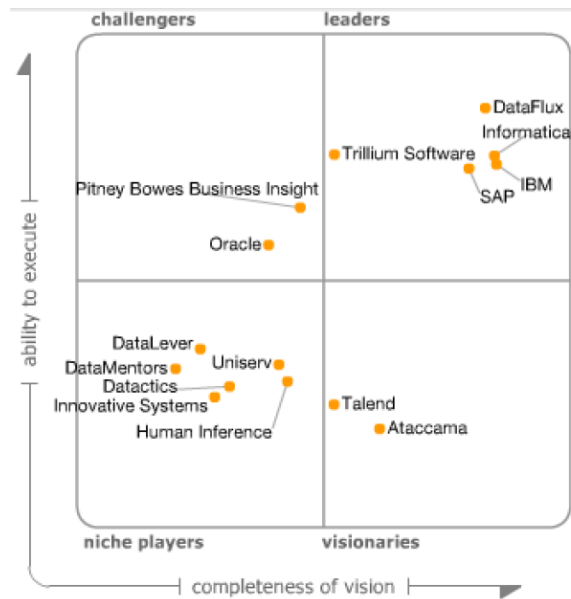 challengers
leaders
DataFlux
Informatica
Trillium Software
IBM
SAP
Pitney Bowes Business Insight
Oracle
ability to execute
DataLever
DataMentors
Uniserv
Datactics
Innovative Systems
Human Inference
Talend
Ataccama
niche players
visionaries
completeness of vision